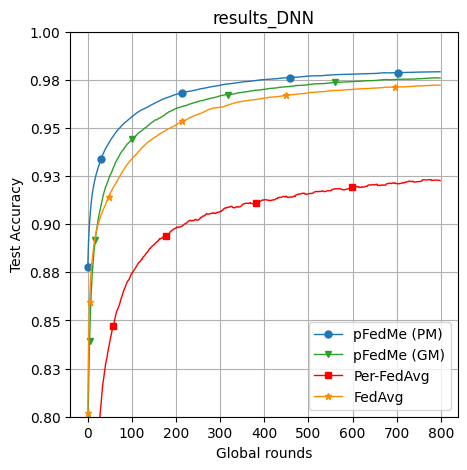 results_DNN
1.00
0.98
0.95
0.93
0.90
0.88
0.85
0.83
0.80
Test Accuracy
pFedMe (PM)
pFedMe (GM)
Per-FedAvg
FedAvg
0 100 200 300 400 500 600 700 800
Global rounds